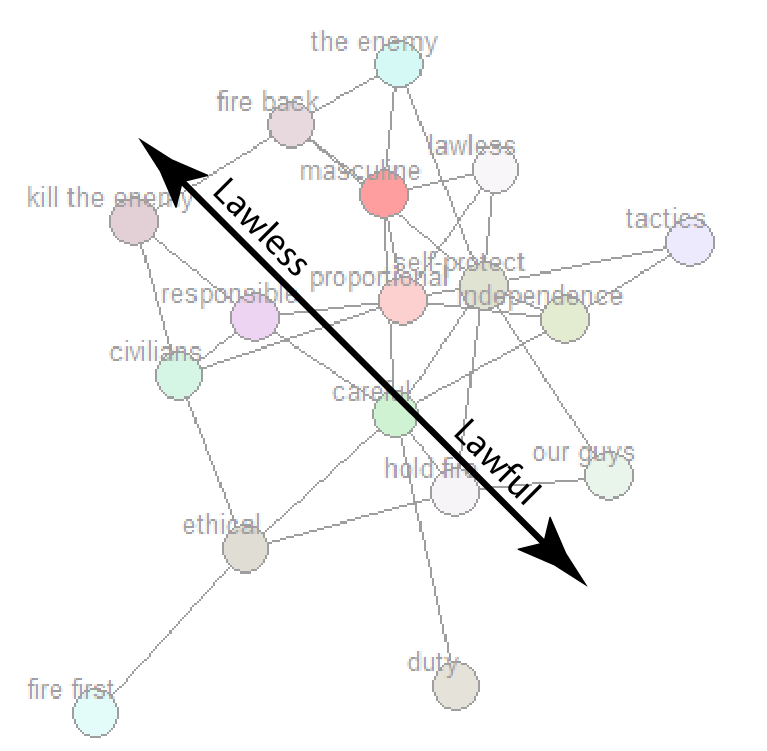 the enemy
fire back
lawless
masculine
kill the enemy
Lawless
tactics
self-protect
proportional
independence
responsible
civilians
careful
Lawful
our guys
hold fire
ethical
duty
fire first